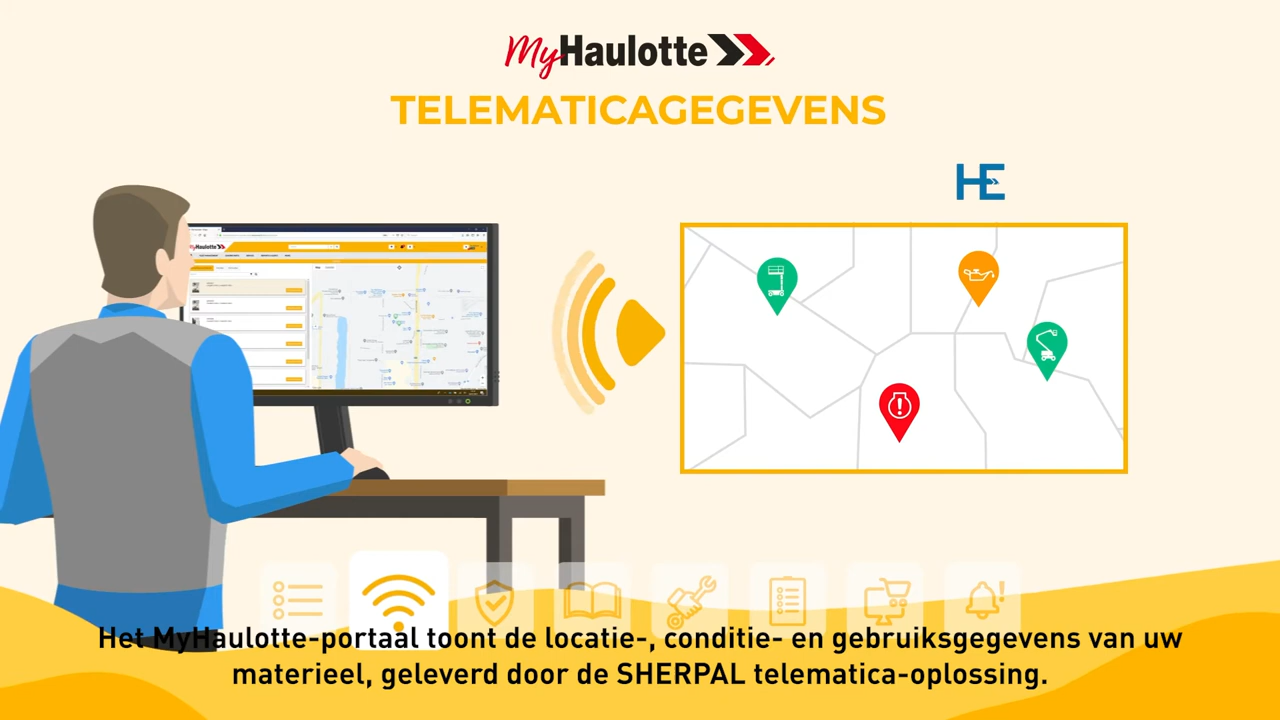 MyHaulotte
TELEMATICAGEGEVENS
HE
MyHaulotte
Het MyHaulotte-portaal toont de locatie-, conditie- en gebruiksgegevens van uw
materieel, geleverd door de SHERPAL telematica-oplossing.